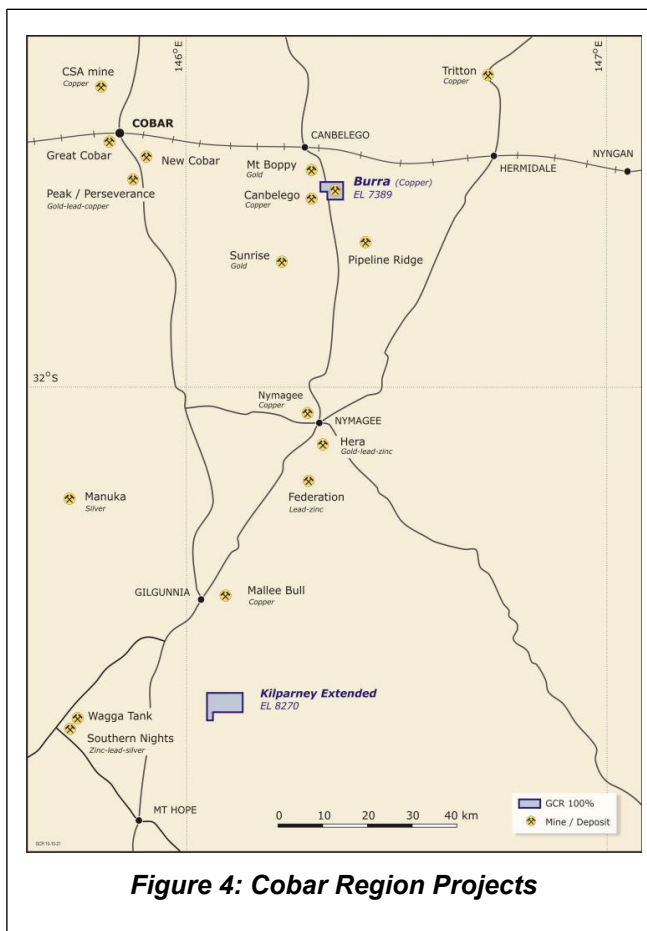 146°E
147°E
CSA mine
Copper
Tritton
Copper
COBAR
CANBELEGO
Great Cobar
New Cobar
Mt Boppy
Gold
HERMIDALE
NYNGAN
Peak / Perseverance
Gold-lead-copper
Canbelego
Copper
Burra (Copper)
EL 7389
Sunrise
Gold
Pipeline Ridge
32°S
Nymagee
Copper
NYMAGEE
Hera
Gold-lead-zinc
Manuka
Silver
Federation
Lead-zinc
GILGUNNIA
Mallee Bull
Copper
Kilparney Extended
EL 8270
Wagga Tank
Southern Nights
Zinc-lead-silver
MT HOPE
0 10 20 30 40 km
GCR 100%
Mine / Deposit
Figure 4: Cobar Region Projects